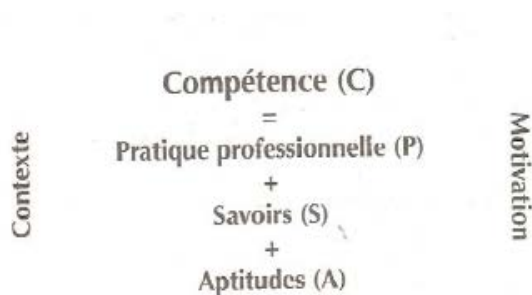 Compétence (C)
=
Pratique professionnelle (P)
+
Savoirs (S)
+
Aptitudes (A)
Contexte
Motivation